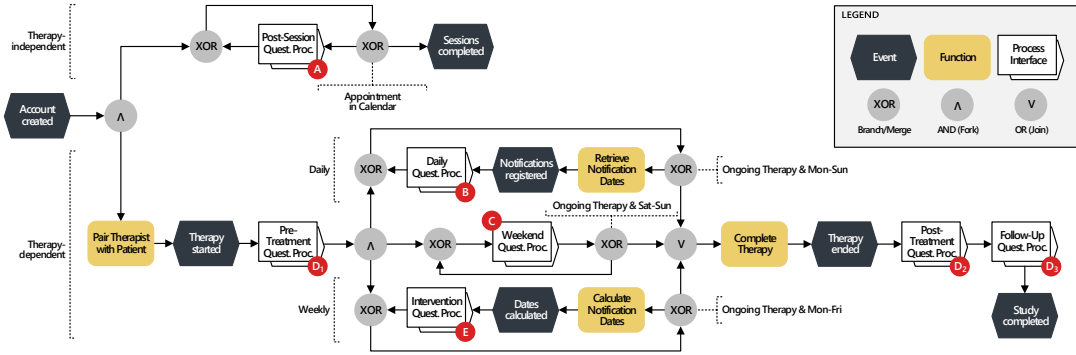 Therapy-
independent
XOR
Post-Session
Quest. Proc.
A
XOR
Sessions
completed
Appointment
in Calendar
LEGEND
Event
Function
Process
Interface
XOR
Λ
V
Branch/Merge
AND (Fork)
OR (Join)
Account
created
Λ
Daily
XOR
Daily
Quest. Proc.
B
Notifications
registered
Retrieve
Notification
Dates
XOR
Ongoing Therapy & Mon-Sun
Ongoing Therapy & Sat-Sun
Therapy-
dependent
Pair Therapist
with Patient
Therapy
started
Pre-
Treatment
Quest. Proc.
D1
Λ
XOR
C
Weekend
Quest. Proc.
XOR
V
Complete
Therapy
Therapy
ended
Post-
Treatment
Quest. Proc.
D2
Follow-Up
Quest. Proc.
D3
Weekly
XOR
Intervention
Quest. Proc.
E
Dates
calculated
Calculate
Notification
Dates
XOR
Ongoing Therapy & Mon-Fri
Study
completed